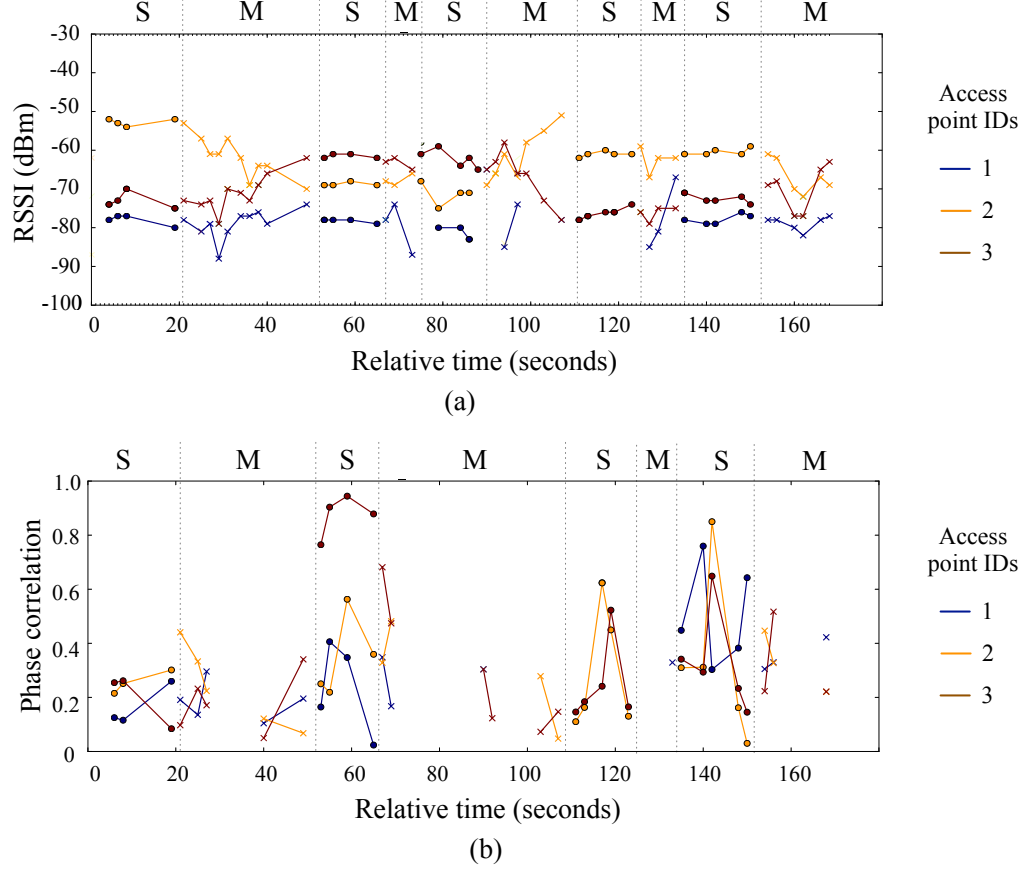 S M S M S M S M S M
-30
-40
-50
-60
-70
-80
-90
-100
RSSI (dBm)
0 20 40 60 80 100 120 140 160
Relative time (seconds)
(a)
Access
point IDs
1
2
3
S M S M S M S M
1.0
0.8
0.6
0.4
0.2
0
Phase correlation
0 20 40 60 80 100 120 140 160
Relative time (seconds)
(b)
Access
point IDs
1
2
3